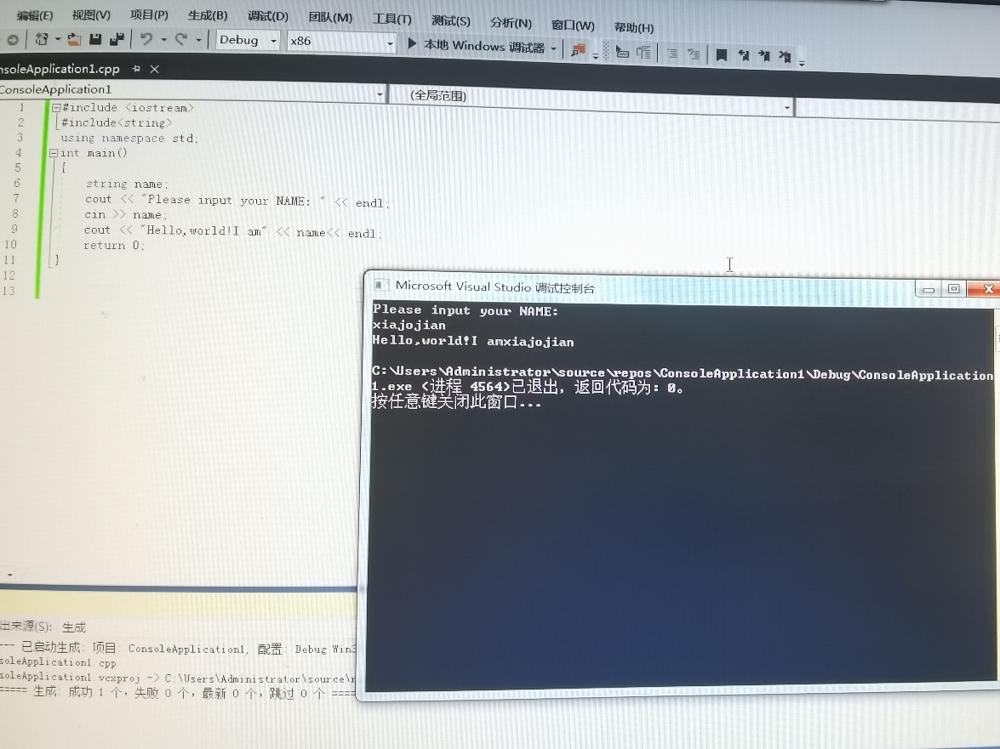 编辑(E) 视图(V) 项目(P) 生成(B) 调试(D) 团队(M) 工具(T) 测试(S) 分析(N) 窗口(W) 帮助(H)
Debug x86 本地 Windows 调试器
nsoleApplication1.cpp
ConsoleApplication1 (全局范围)
1 #include <iostream>
2 #include<string>
3 using namespace std;
4 int main()
5 {
6 string name;
7 cout << "Please input your NAME: " << endl;
8 cin >> name;
9 cout << "Hello,world!I am" << name<< endl;
10 return 0;
11 }
12
13
Microsoft Visual Studio 调试控制台
Please input your NAME:
xiajojian
Hello,world!I amxiajojian
C:\Users\Administrator\source\repos\ConsoleApplication1\Debug\ConsoleApplication
1.exe (进程 4564)已退出，返回代码为: 0。
按任意键关闭此窗口...
出来源(S): 生成
--- 已启动生成: 项目: ConsoleApplication1, 配置: Debug Win3
soleApplication1.cpp
soleApplication1.vcxproj -> C:\Users\Administrator\source\r
===== 生成: 成功 1 个，失败 0 个，最新 0 个，跳过 0 个 ====